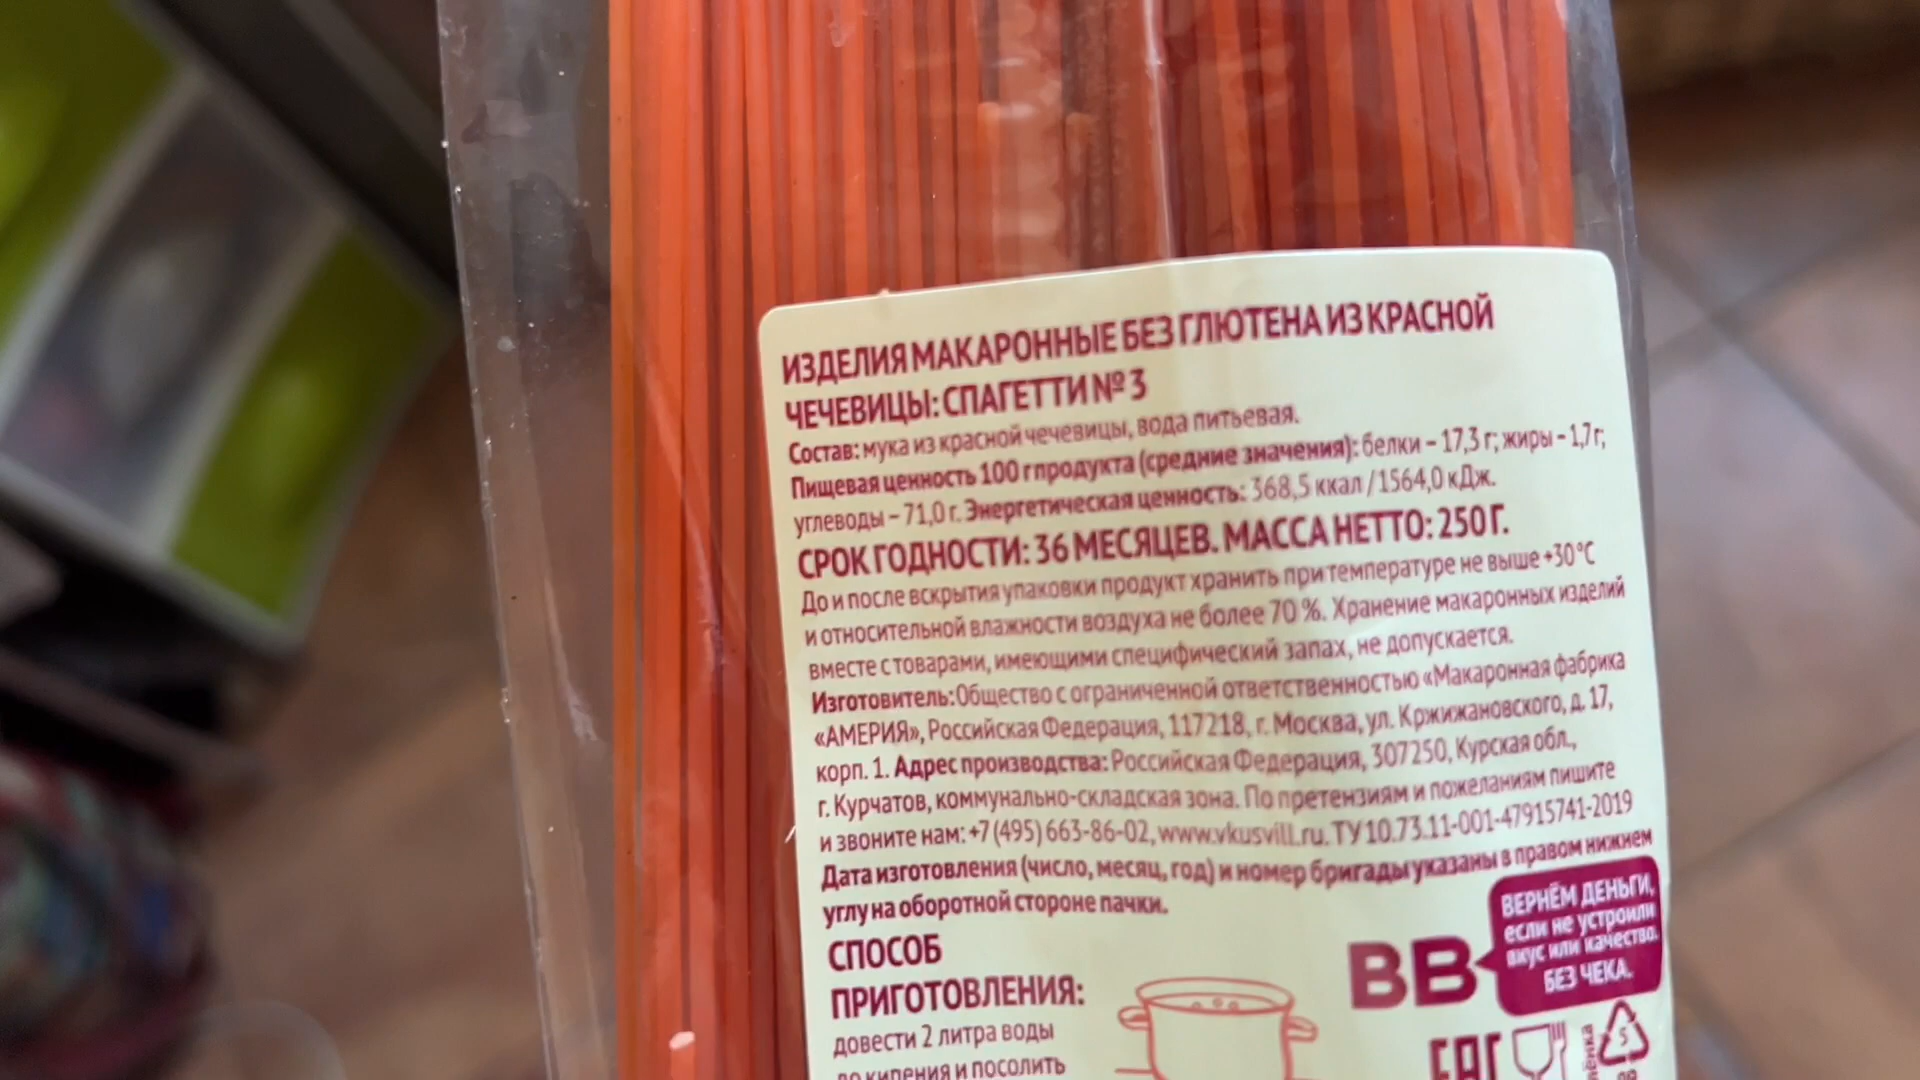 ИЗДЕЛИЯ МАКАРОННЫЕ БЕЗ ГЛЮТЕНА ИЗ КРАСНОЙ
ЧЕЧЕВИЦЫ: СПАГЕТТИ № 3
Состав: мука из красной чечевицы, вода питьевая.
Пищевая ценность 100 г продукта (средние значения): белки – 17,3 г; жиры – 1,7 г;
углеводы – 71,0 г. Энергетическая ценность: 368,5 ккал / 1564,0 кДж.
СРОК ГОДНОСТИ: 36 МЕСЯЦЕВ. МАССА НЕТТО: 250 Г.
До и после вскрытия упаковки продукт хранить при температуре не выше +30 °С
и относительной влажности воздуха не более 70 %. Хранение макаронных изделий
вместе с товарами, имеющими специфический запах, не допускается.
Изготовитель: Общество с ограниченной ответственностью «Макаронная фабрика
«АМЕРИЯ», Российская Федерация, 117218, г. Москва, ул. Кржижановского, д. 17,
корп. 1. Адрес производства: Российская Федерация, 307250, Курская обл.,
г. Курчатов, коммунально-складская зона. По претензиям и пожеланиям пишите
и звоните нам: +7 (495) 663-86-02, www.vkusvill.ru. ТУ 10.73.11-001-47915741-2019
Дата изготовления (число, месяц, год) и номер бригады указаны в правом нижнем
углу на оборотной стороне пачки.
СПОСОБ
ПРИГОТОВЛЕНИЯ:
довести 2 литра воды
до кипения и посолить
ВВ
ВЕРНЁМ ДЕНЬГИ,
если не устроили
вкус или качество.
БЕЗ ЧЕКА.
ЕАС
5